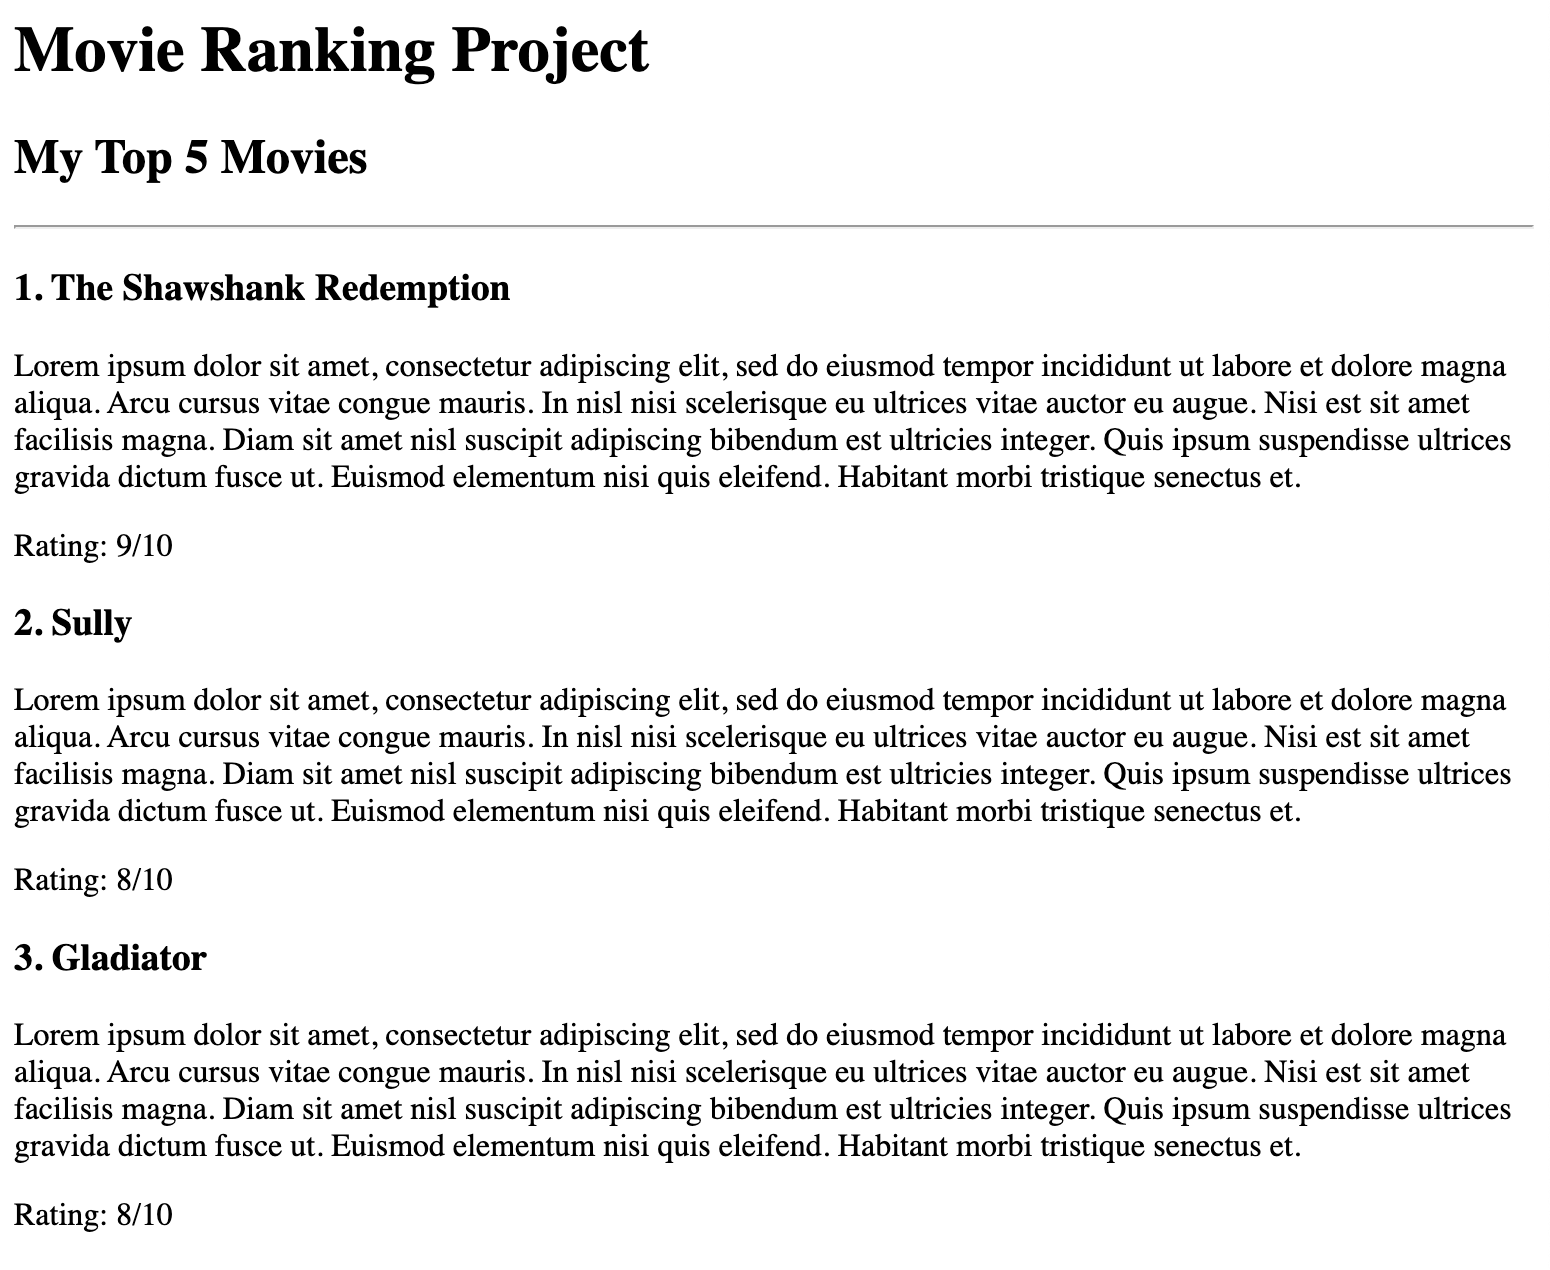 Movie Ranking Project
My Top 5 Movies
1. The Shawshank Redemption
Lorem ipsum dolor sit amet, consectetur adipiscing elit, sed do eiusmod tempor incididunt ut labore et dolore magna
aliqua. Arcu cursus vitae congue mauris. In nisl nisi scelerisque eu ultrices vitae auctor eu augue. Nisi est sit amet
facilisis magna. Diam sit amet nisl suscipit adipiscing bibendum est ultricies integer. Quis ipsum suspendisse ultrices
gravida dictum fusce ut. Euismod elementum nisi quis eleifend. Habitant morbi tristique senectus et.
Rating: 9/10
2. Sully
Lorem ipsum dolor sit amet, consectetur adipiscing elit, sed do eiusmod tempor incididunt ut labore et dolore magna
aliqua. Arcu cursus vitae congue mauris. In nisl nisi scelerisque eu ultrices vitae auctor eu augue. Nisi est sit amet
facilisis magna. Diam sit amet nisl suscipit adipiscing bibendum est ultricies integer. Quis ipsum suspendisse ultrices
gravida dictum fusce ut. Euismod elementum nisi quis eleifend. Habitant morbi tristique senectus et.
Rating: 8/10
3. Gladiator
Lorem ipsum dolor sit amet, consectetur adipiscing elit, sed do eiusmod tempor incididunt ut labore et dolore magna
aliqua. Arcu cursus vitae congue mauris. In nisl nisi scelerisque eu ultrices vitae auctor eu augue. Nisi est sit amet
facilisis magna. Diam sit amet nisl suscipit adipiscing bibendum est ultricies integer. Quis ipsum suspendisse ultrices
gravida dictum fusce ut. Euismod elementum nisi quis eleifend. Habitant morbi tristique senectus et.
Rating: 8/10